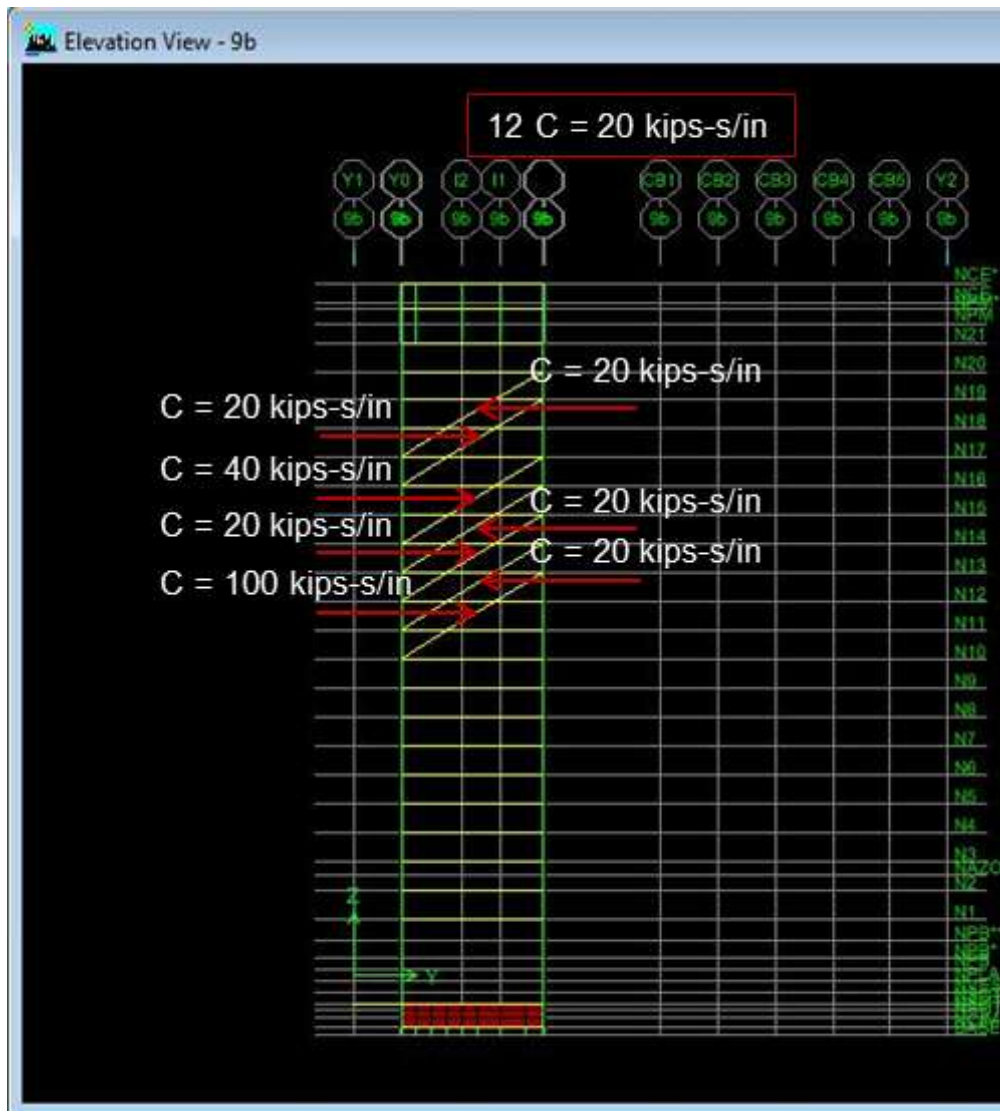 Elevation View - 9b
12 C = 20 kips-s/in
Y1 Y0 I2 I1 CB1 CB2 CB3 CB4 CB5 Y2
9b 9b 9b 9b 9b 9b 9b 9b 9b 9b 9b
NPM
N21
N20
C = 20 kips-s/in
N19
C = 20 kips-s/in
N18
N17
C = 40 kips-s/in
N16
C = 20 kips-s/in
N15
C = 20 kips-s/in
N14
C = 20 kips-s/in
N13
C = 100 kips-s/in
N12
N11
N10
N9
N8
N7
N6
N5
N4
N3
NAZO
N2
Z
N1
Y